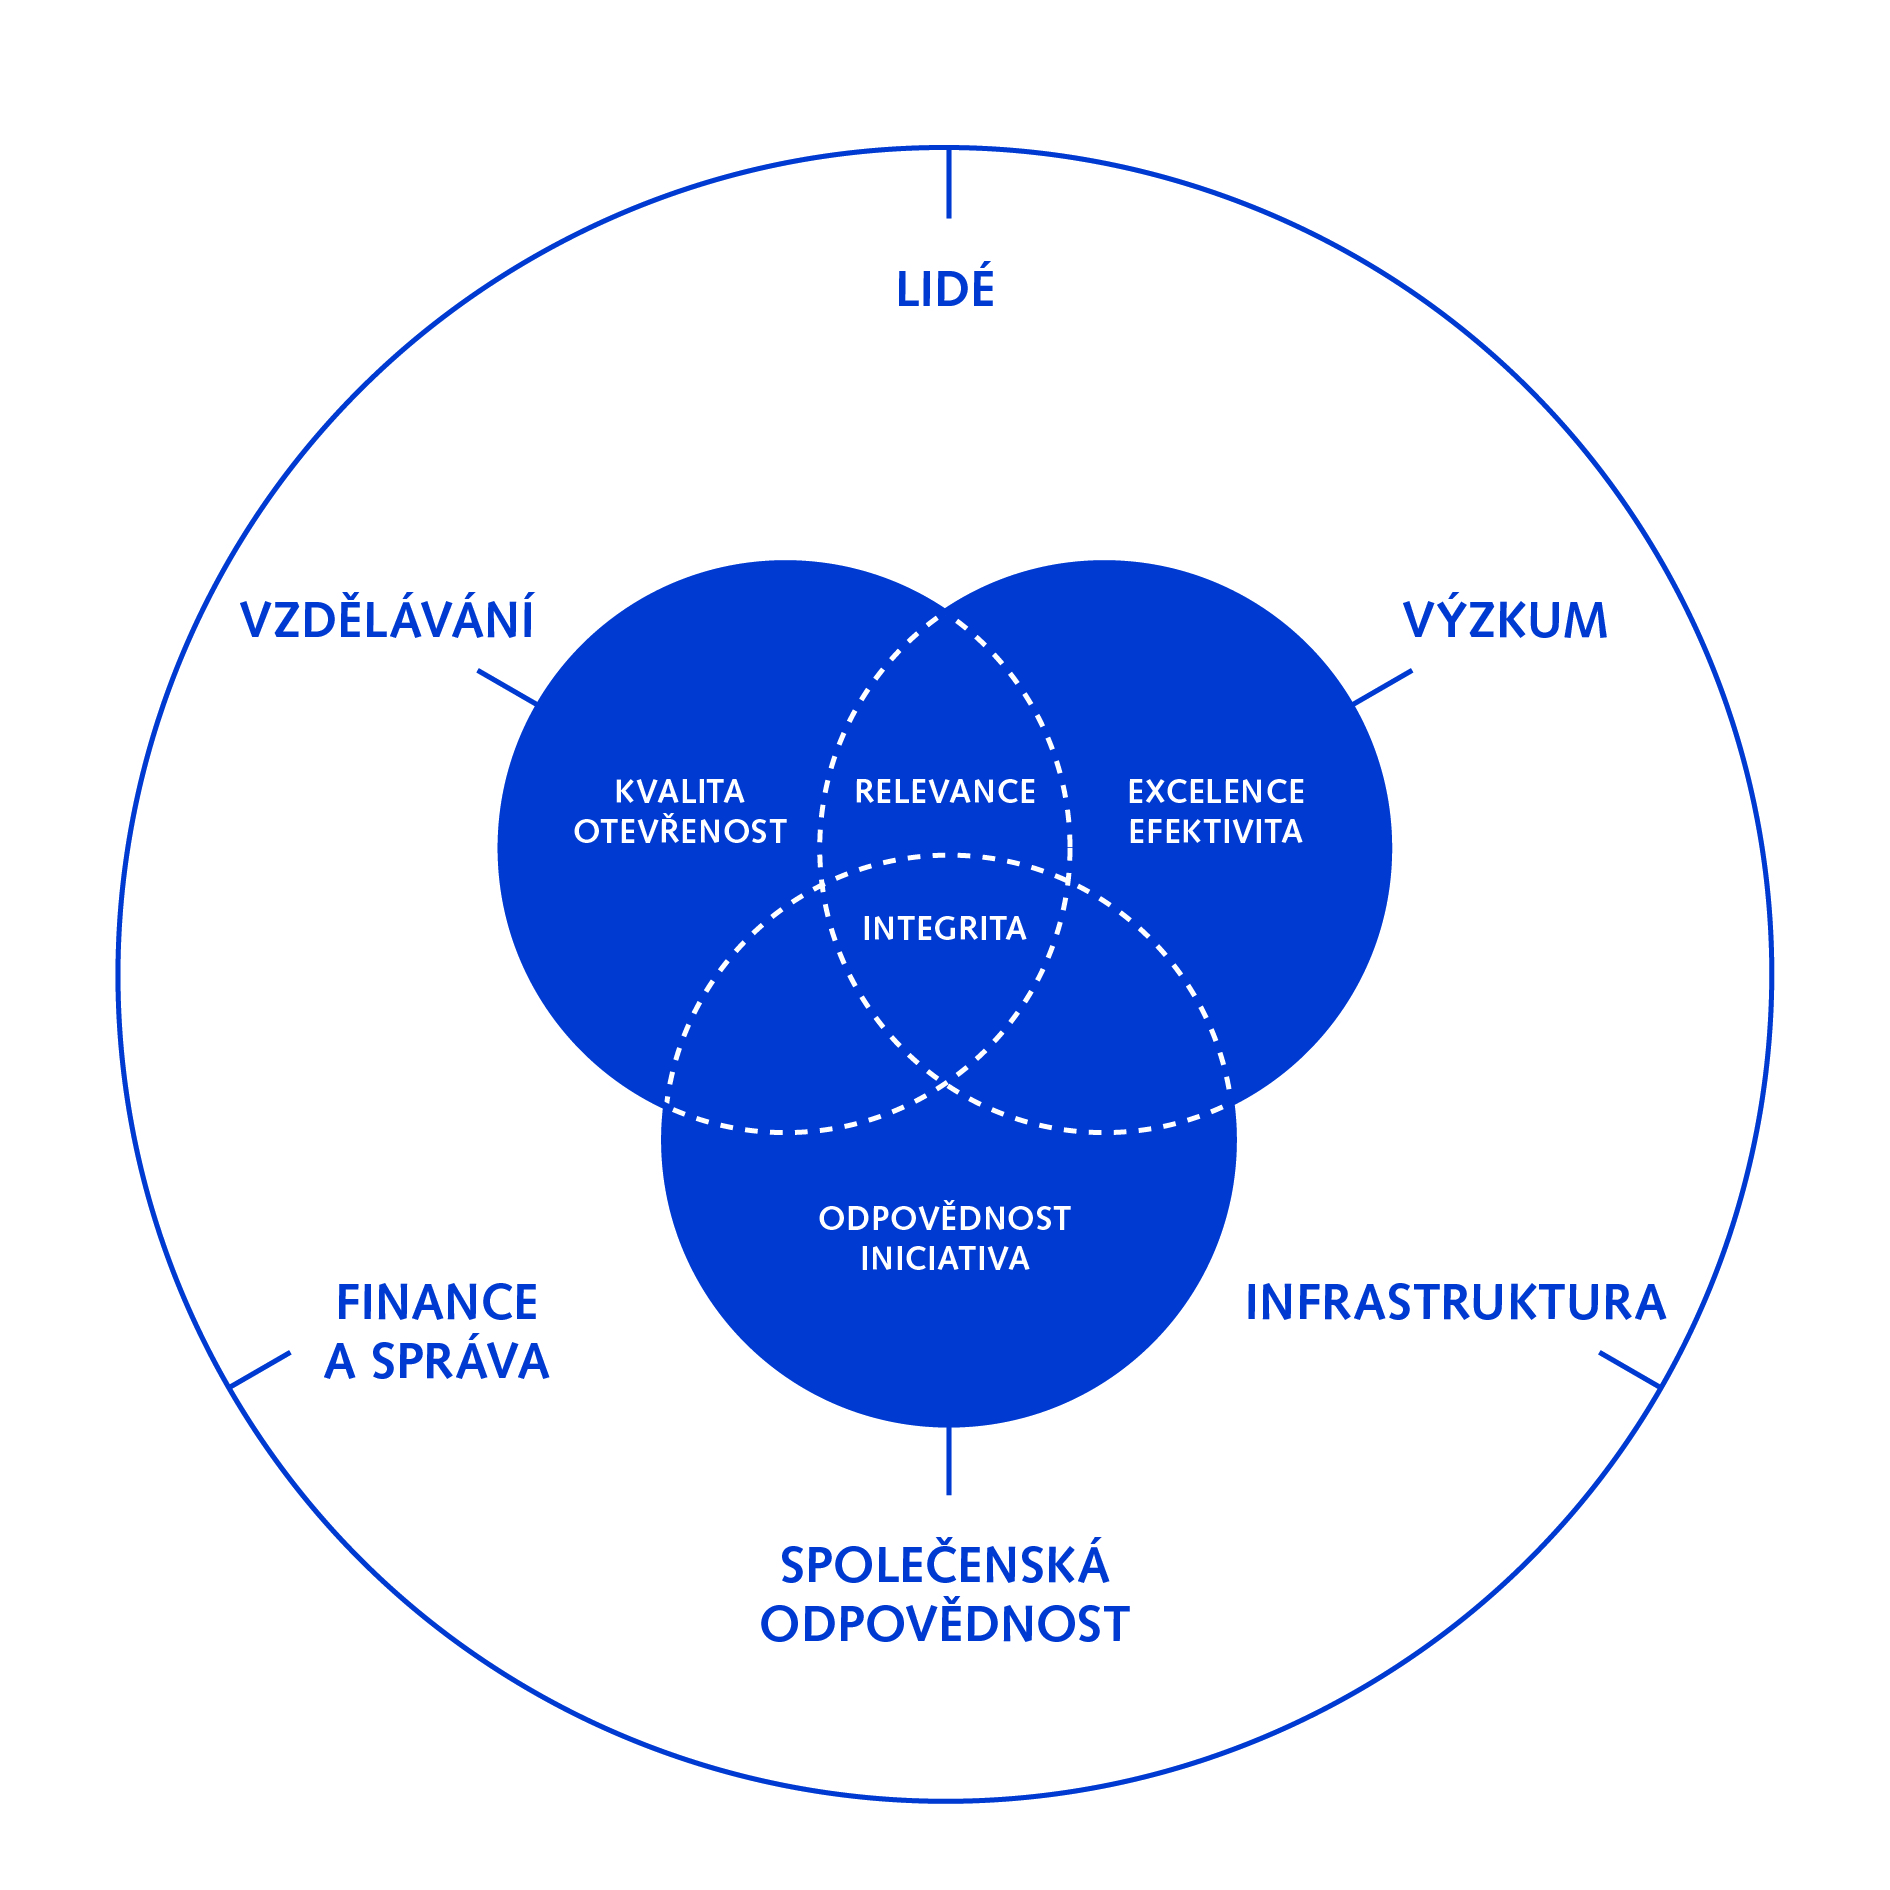 LIDÉ
VZDĚLÁVÁNÍ
VÝZKUM
KVALITA
OTEVŘENOST
RELEVANCE
EXCELENCE
EFEKTIVITA
INTEGRITA
ODPOVĚDNOST
INICIATIVA
FINANCE
A SPRÁVA
INFRASTRUKTURA
SPOLEČENSKÁ
ODPOVĚDNOST